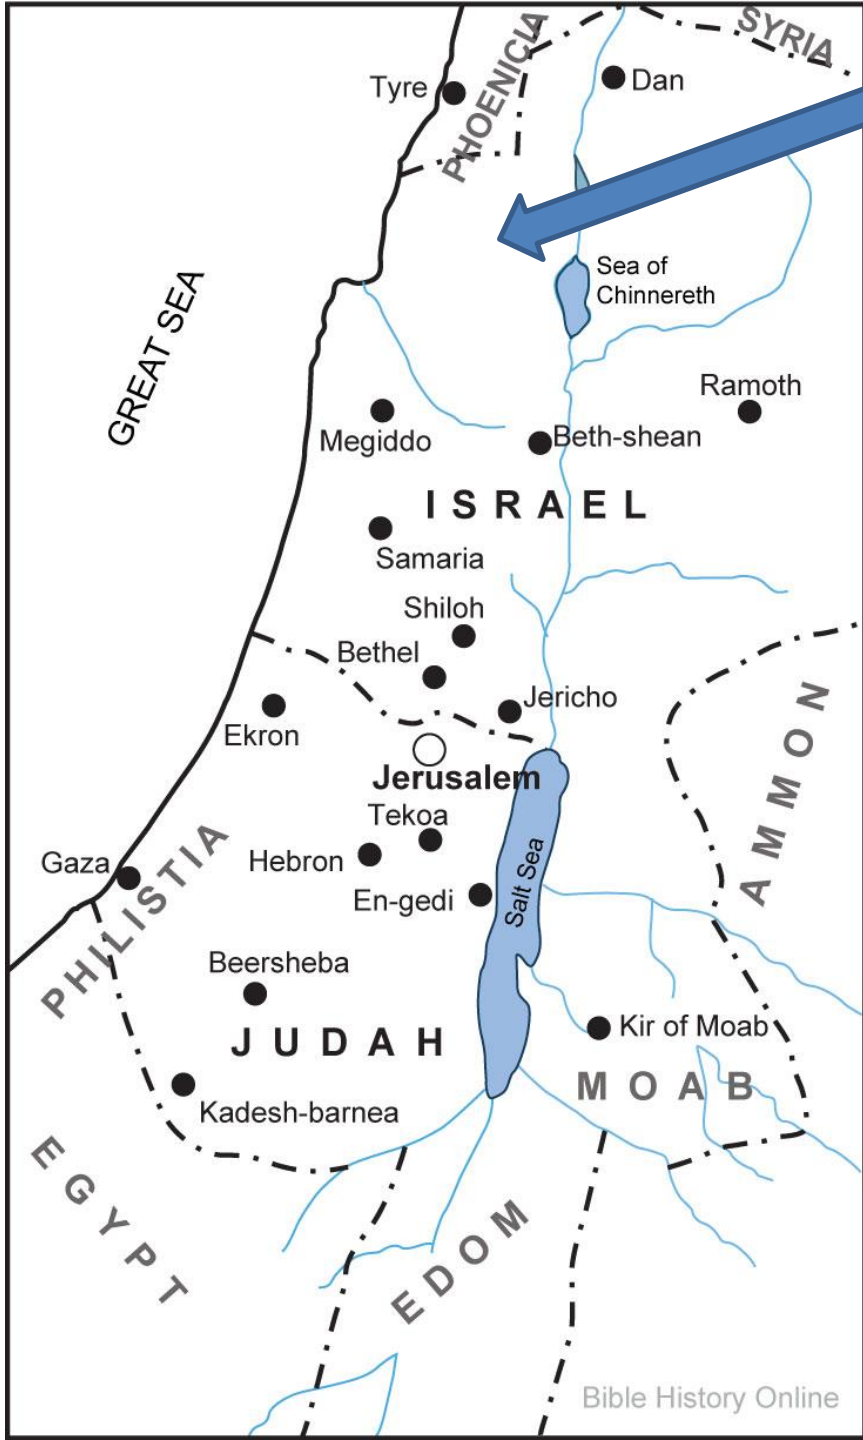 SYRIA
PHOENICIA
Tyre
Dan
Sea of
Chinnereth
GREAT SEA
Ramoth
Megiddo
Beth-shean
ISRAEL
Samaria
Shiloh
Bethel
Jericho
Ekron
Jerusalem
AMMON
Tekoa
Hebron
Gaza
PHILISTIA
En-gedi
Salt Sea
Beersheba
Kir of Moab
JUDAH
MOAB
Kadesh-barnea
EGYPT
EDOM
Bible History Online